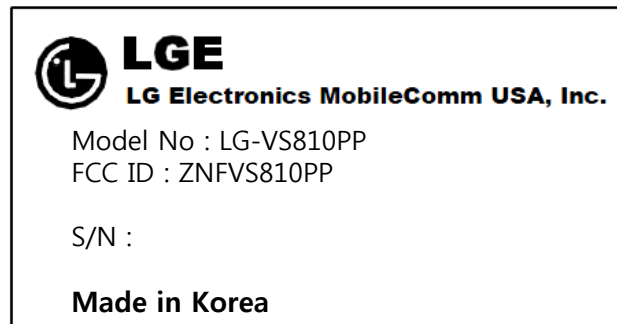 LGE
LG Electronics MobileComm USA, Inc.
Model No : LG-VS810PP
FCC ID : ZNFVS810PP
S/N :
Made in Korea